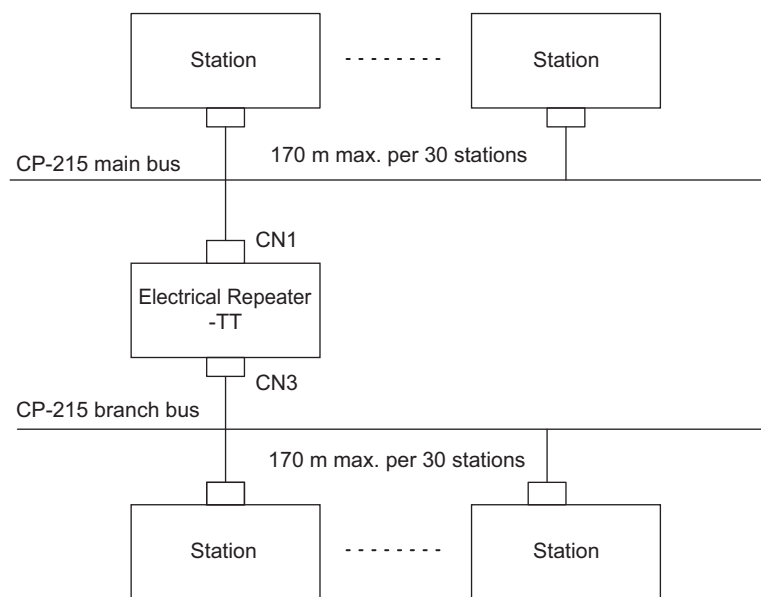 Station
Station
170 m max. per 30 stations
CP-215 main bus
CN1
Electrical Repeater
-TT
CN3
CP-215 branch bus
170 m max. per 30 stations
Station
Station